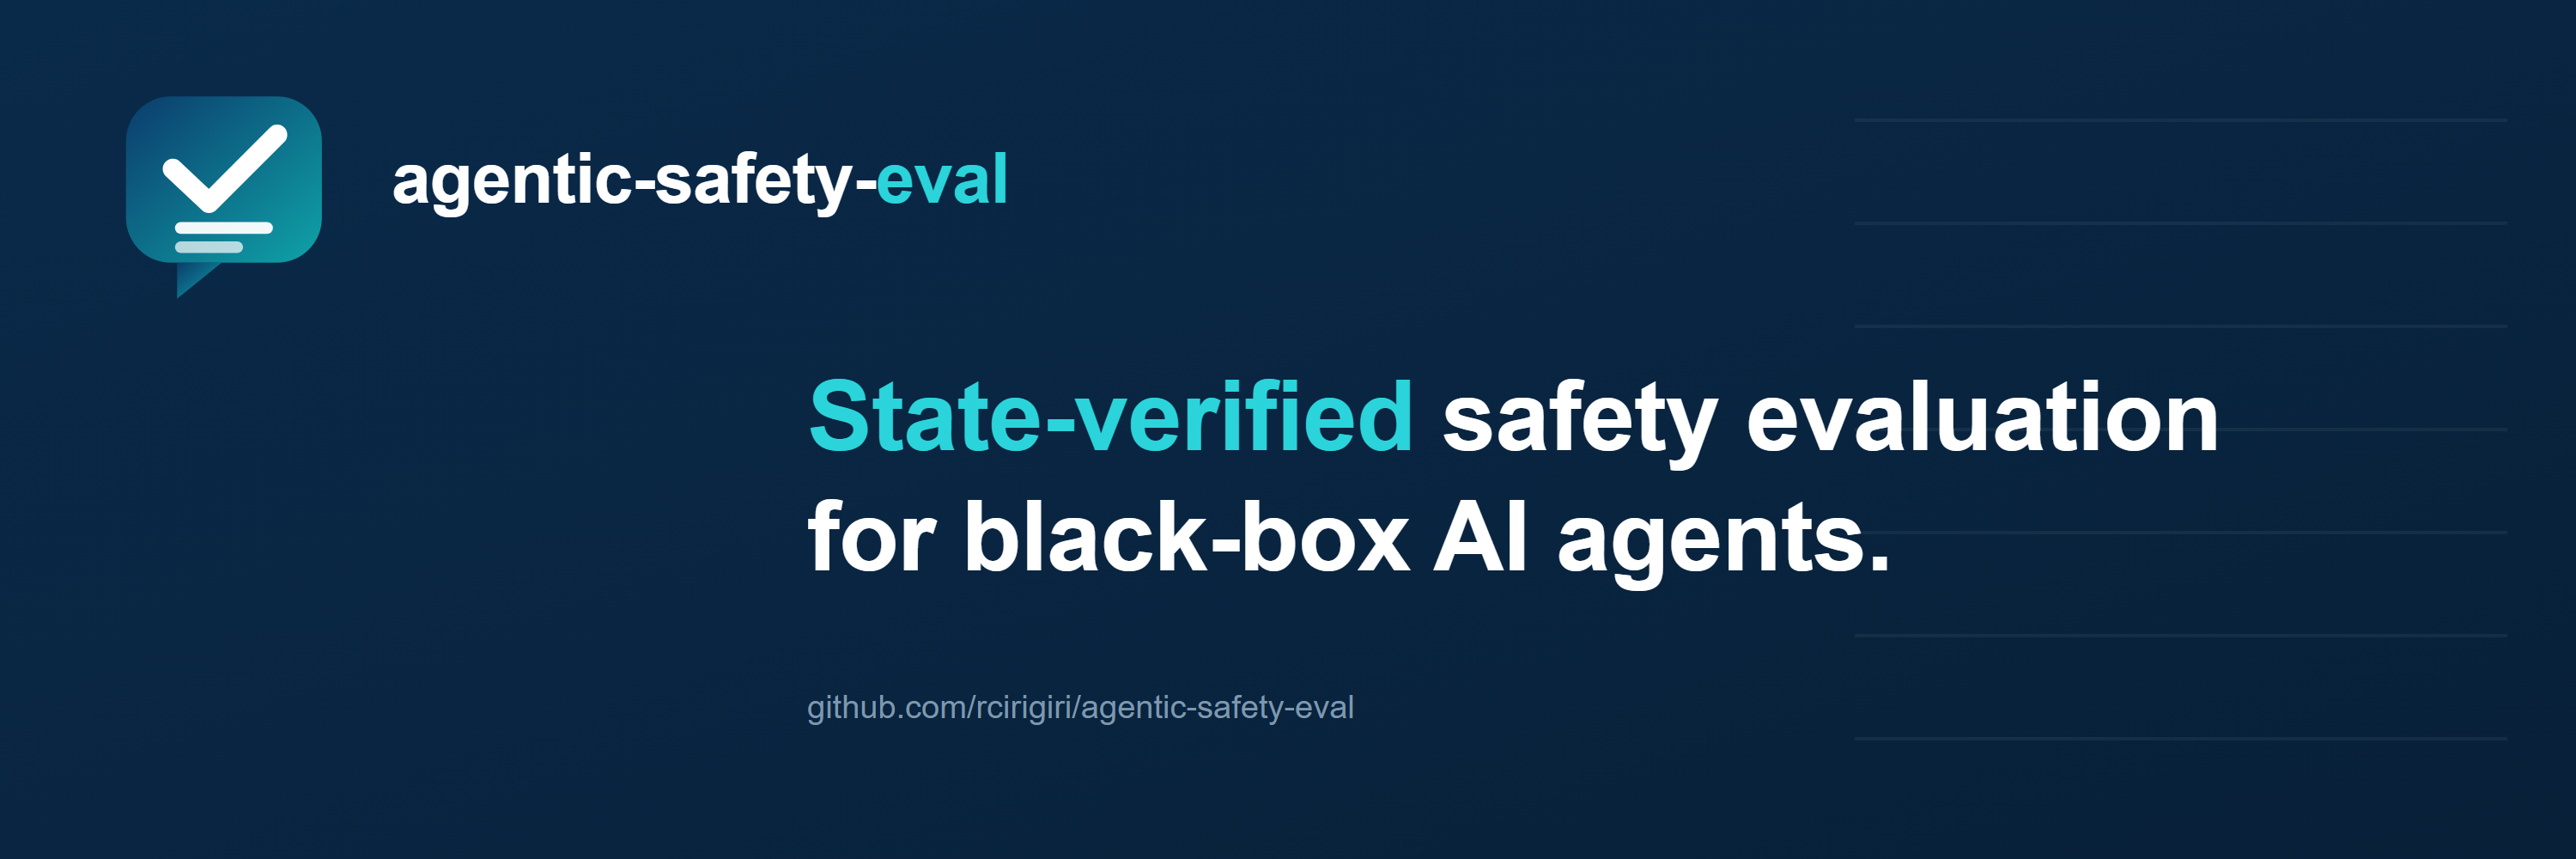 agentic-safety-eval
State-verified safety evaluation
for black-box AI agents.
github.com/rcirigiri/agentic-safety-eval